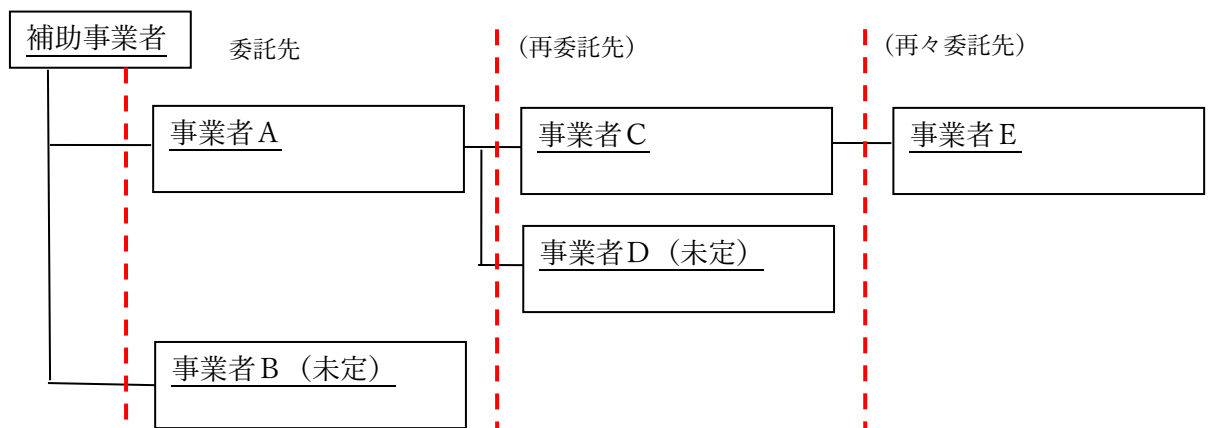 補助事業者
委託先
(再委託先)
(再々委託先)
事業者A
事業者C
事業者E
事業者D（未定）
事業者B（未定）